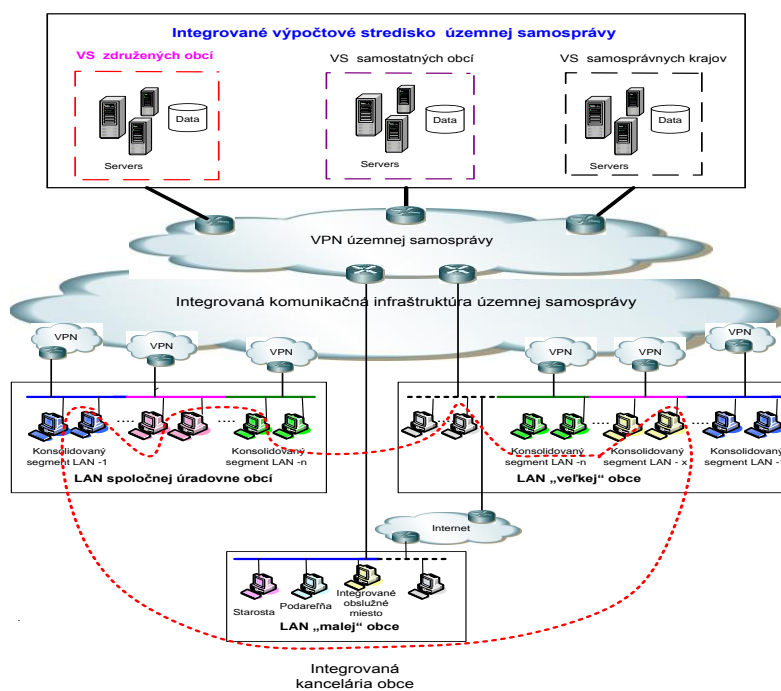 Integrované výpočtové stredisko územnej samosprávy
VS združených obcí
VS samostatných obcí
VS samosprávnych krajov
Data
Data
Data
Servers
Servers
Servers
VPN územnej samosprávy
Integrovaná komunikačná infraštruktúra územnej samosprávy
VPN
VPN
VPN
VPN
VPN
VPN
Konsolidovaný
segment LAN -1
Konsolidovaný
segment LAN -n
LAN spoločnej úradovne obcí
Konsolidovaný
segment LAN -n
Konsolidovaný
segment LAN - x
Konsolidovaný
segment LAN -1
LAN „veľkej“ obce
Internet
Starosta
Podareľňa
Integrované
obslužné
miesto
LAN „malej“ obce
Integrovaná
kancelária obce